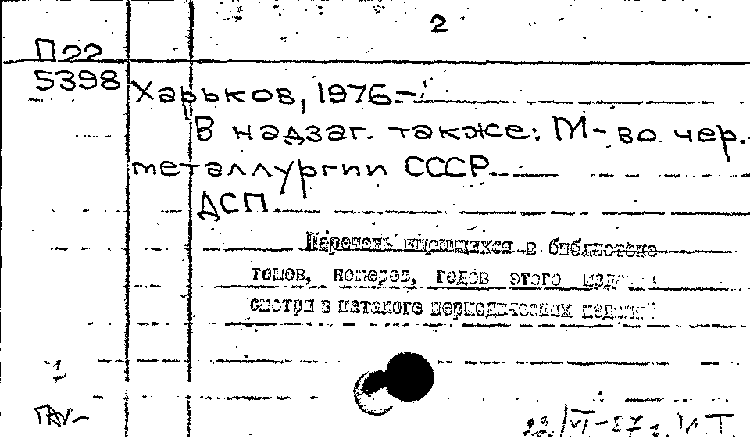 2
П22
5398
Харьков, 1976-
В надзаг. также: М-во чер.
металлургии СССР.
ДСП
Перечень имеющихся в библиотеке
томов, номеров, годов этого
смотри в каталоге периодических изданий
1